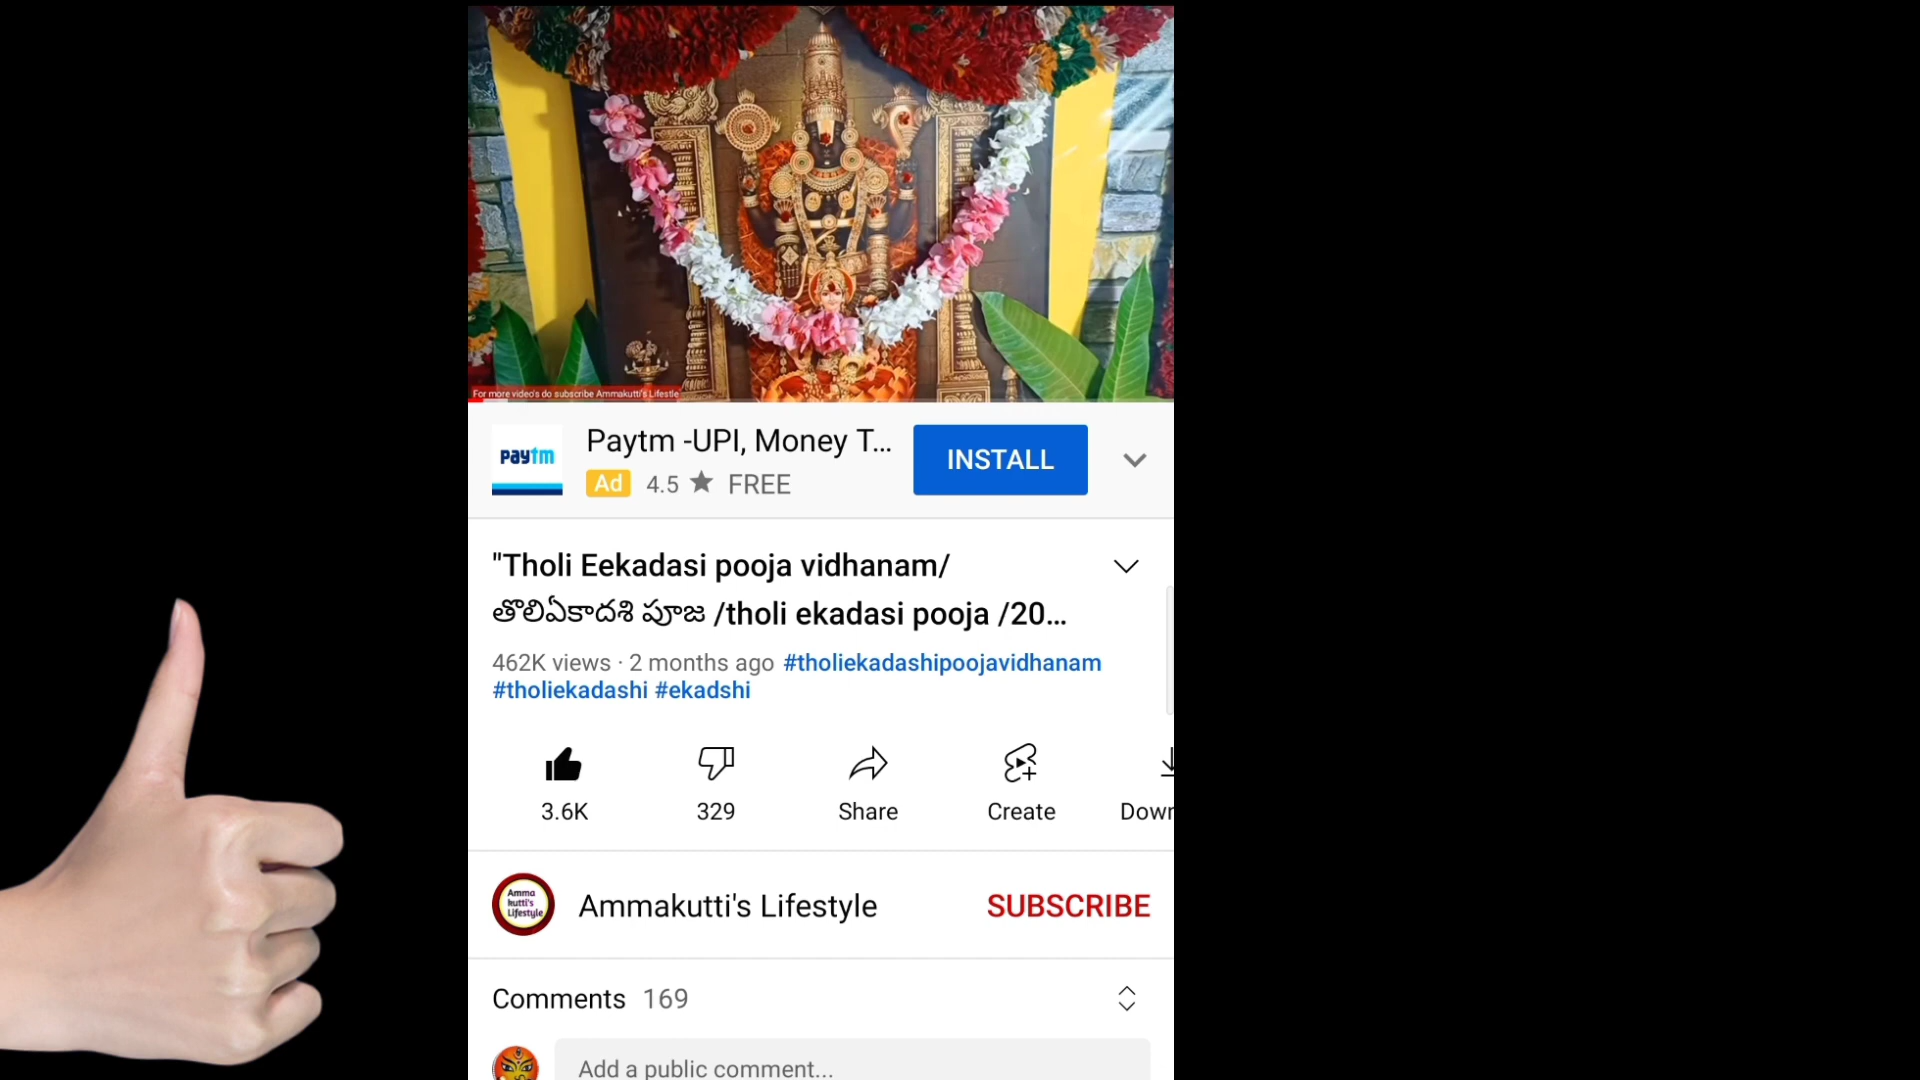 For more video's do subscribe Ammakutti's Lifestle
paytm
Paytm -UPI, Money T...
INSTALL
Ad 4.5 ★ FREE
"Tholi Eekadasi pooja vidhanam/
తొలిఏకాదశి పూజ /tholi ekadasi pooja /20...
462K views · 2 months ago #tholiekadashipoojavidhanam
#tholiekadashi #ekadshi
3.6K 329 Share Create Down
Amma
kutti's
Lifestyle
Ammakutti's Lifestyle SUBSCRIBE
Comments 169
Add a public comment...